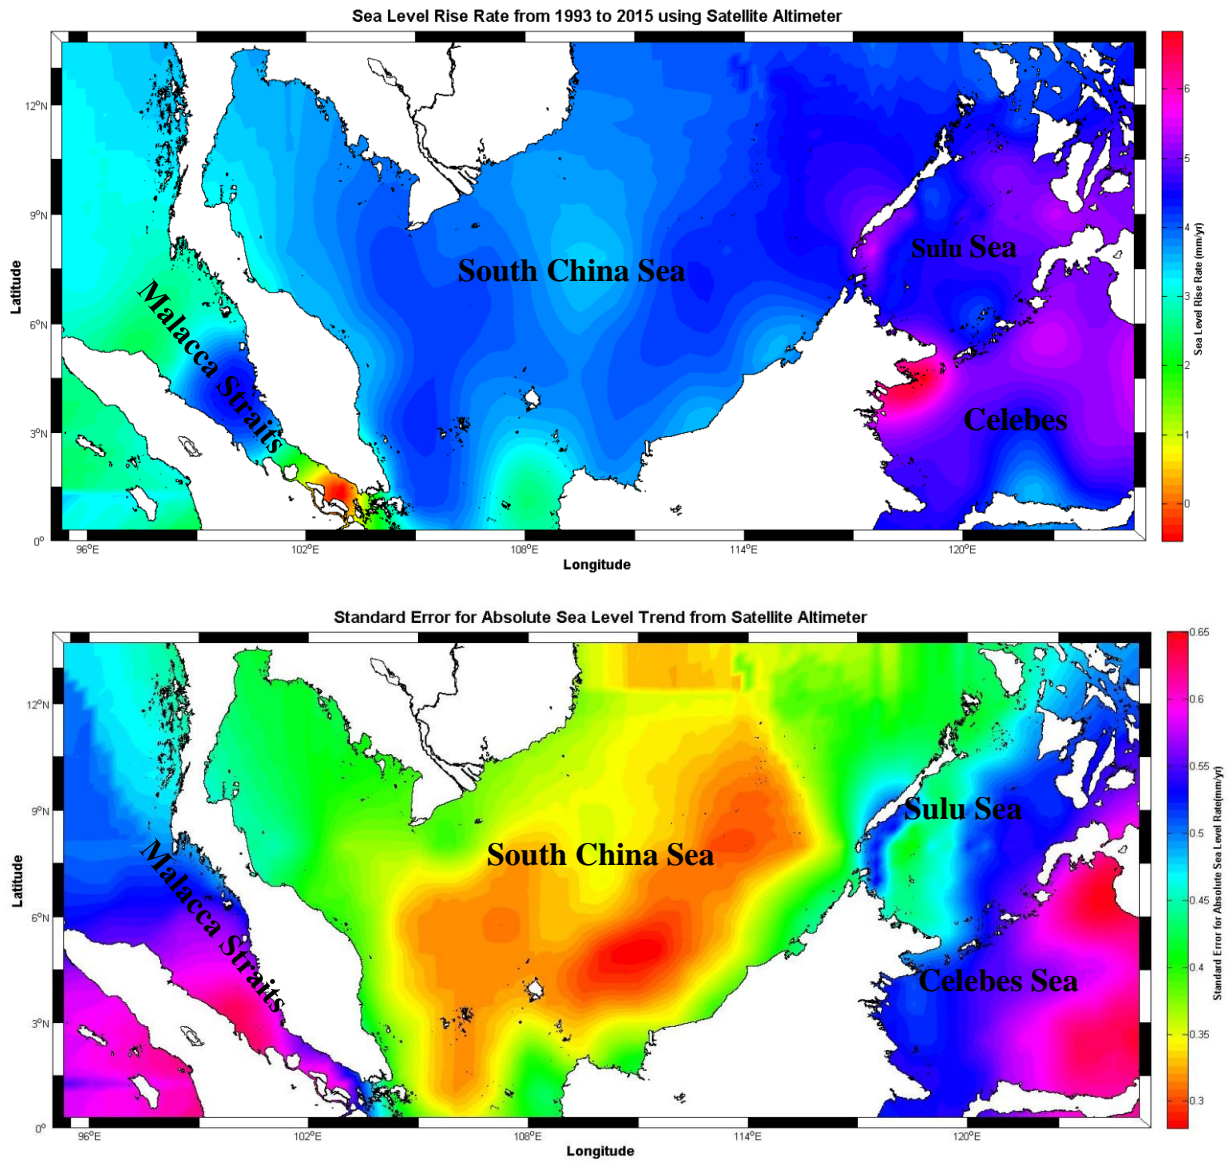 Sea Level Rise Rate from 1993 to 2015 using Satellite Altimeter
12°N
9°N
6°N
3°N
0°
Latitude
96°E
102°E
108°E
114°E
120°E
Longitude
South China Sea
Malacca Straits
Sulu Sea
Celebes
6
5
4
3
2
1
0
Sea Level Rise Rate (mm/yr)
Standard Error for Absolute Sea Level Trend from Satellite Altimeter
12°N
9°N
6°N
3°N
0°
Latitude
96°E
102°E
108°E
114°E
120°E
Longitude
South China Sea
Malacca Straits
Sulu Sea
Celebes Sea
0.65
0.6
0.55
0.5
0.45
0.4
0.35
0.3
Standard Error for Absolute Sea Level Rate(mm/yr)